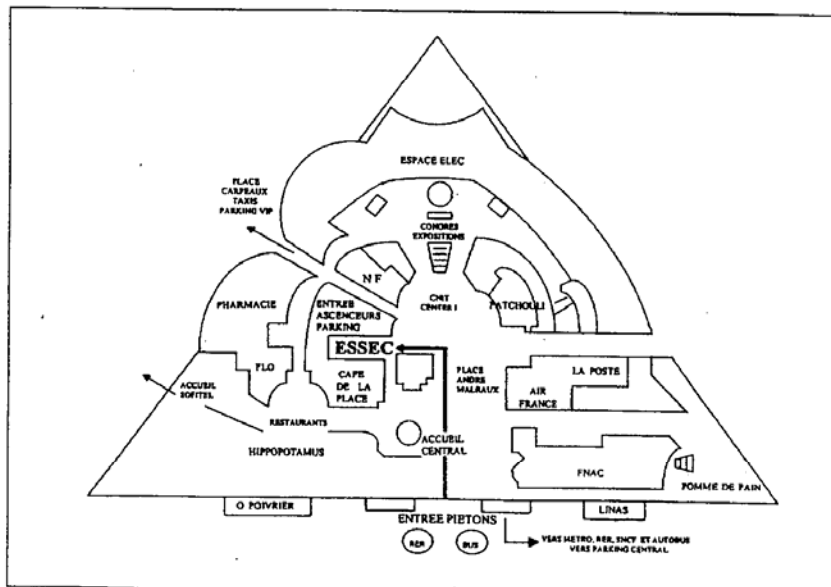 ESPACE ELEC
PLACE
CARPEAUX
TAXIS
PARKING VIP
CONGRES
EXPOSITIONS
N F
CNIT
CENTER I
PATCHOULI
PHARMACIE
ENTREE
ASCENCEURS
PARKING
ESSEC
FLO
CAFE
DE LA
PLACE
PLACE
ANDRE
MALRAUX
LA POSTE
AIR
FRANCE
ACCUEIL
SOFITEL
RESTAURANTS
HIPPOPOTAMUS
ACCUEIL
CENTRAL
FNAC
POMME DE PAIN
O POIVRIER
LINAS
ENTREE PIETONS
RER
BUS
VERS METRO, RER, SNCF ET AUTOBUS
VERS PARKING CENTRAL